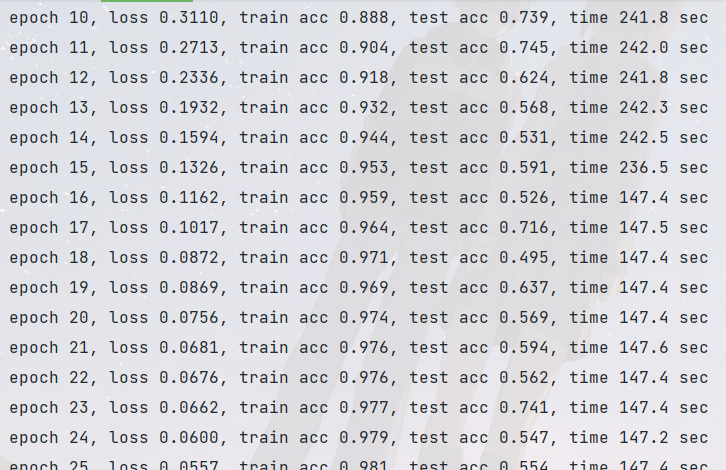 epoch 10, loss 0.3110, train acc 0.888, test acc 0.739, time 241.8 sec
epoch 11, loss 0.2713, train acc 0.904, test acc 0.745, time 242.0 sec
epoch 12, loss 0.2336, train acc 0.918, test acc 0.624, time 241.8 sec
epoch 13, loss 0.1932, train acc 0.932, test acc 0.568, time 242.3 sec
epoch 14, loss 0.1594, train acc 0.944, test acc 0.531, time 242.5 sec
epoch 15, loss 0.1326, train acc 0.953, test acc 0.591, time 236.5 sec
epoch 16, loss 0.1162, train acc 0.959, test acc 0.526, time 147.4 sec
epoch 17, loss 0.1017, train acc 0.964, test acc 0.716, time 147.5 sec
epoch 18, loss 0.0872, train acc 0.971, test acc 0.495, time 147.4 sec
epoch 19, loss 0.0869, train acc 0.969, test acc 0.637, time 147.4 sec
epoch 20, loss 0.0756, train acc 0.974, test acc 0.569, time 147.4 sec
epoch 21, loss 0.0681, train acc 0.976, test acc 0.594, time 147.6 sec
epoch 22, loss 0.0676, train acc 0.976, test acc 0.562, time 147.4 sec
epoch 23, loss 0.0662, train acc 0.977, test acc 0.741, time 147.4 sec
epoch 24, loss 0.0600, train acc 0.979, test acc 0.547, time 147.2 sec
epoch 25, loss 0.0557, train acc 0.981, test acc 0.554, time 147.4 sec